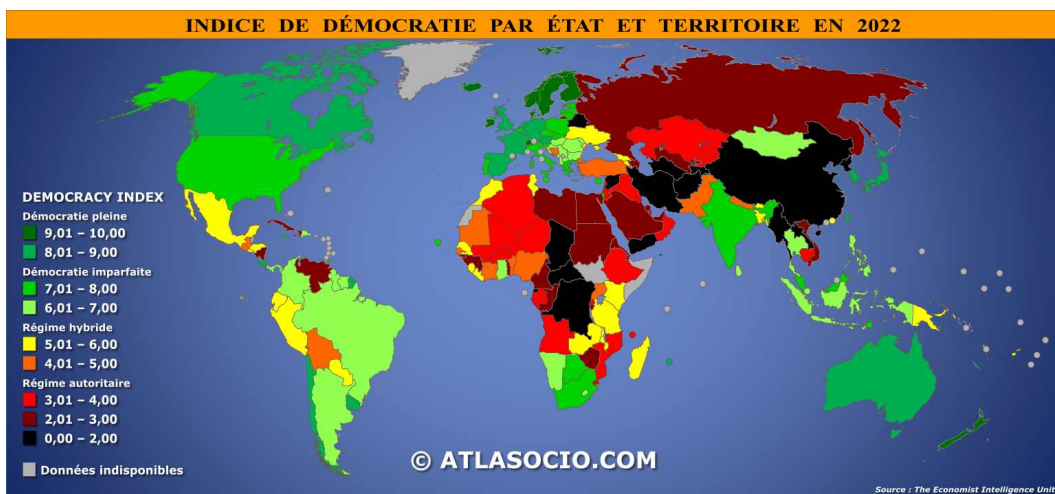 INDICE DE DÉMOCRATIE PAR ÉTAT ET TERRITOIRE EN 2022
DEMOCRACY INDEX
Démocratie pleine
9,01 – 10,00
8,01 – 9,00
Démocratie imparfaite
7,01 – 8,00
6,01 – 7,00
Régime hybride
5,01 – 6,00
4,01 – 5,00
Régime autoritaire
3,01 – 4,00
2,01 – 3,00
0,00 – 2,00
Données indisponibles
© ATLASOCIO.COM
Source : The Economist Intelligence Unit